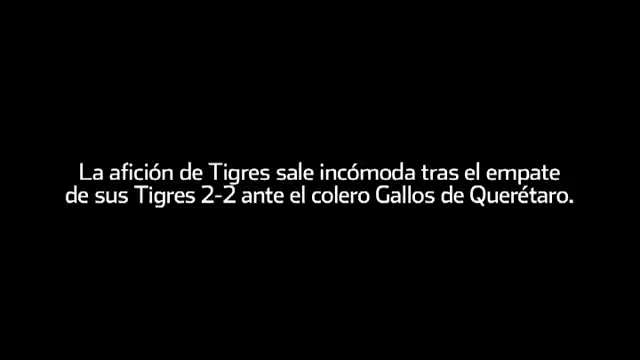 La afición de Tigres sale incómoda tras el empate
de sus Tigres 2-2 ante el colero Gallos de Querétaro.